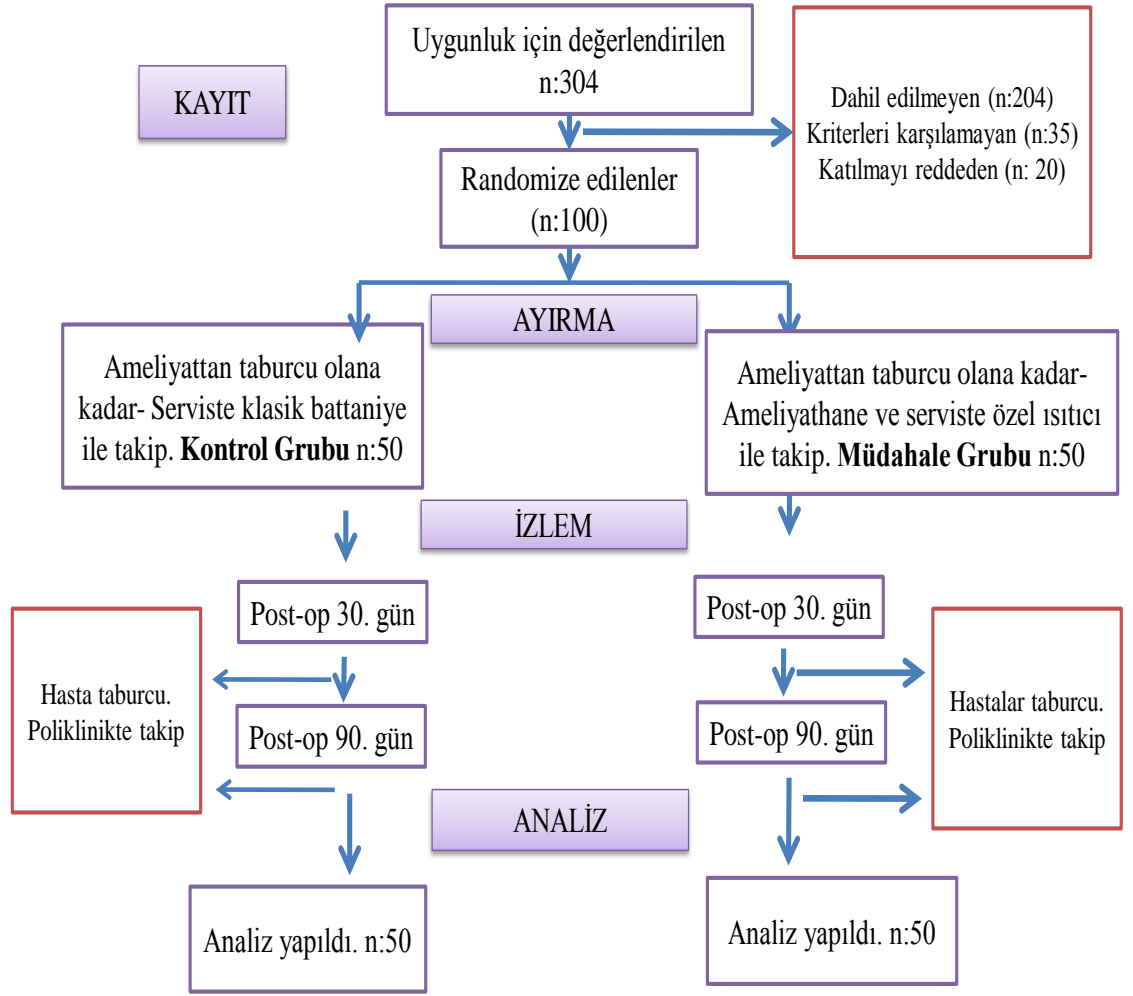 Uygunluk için değerlendirilen
n:304
KAYIT
Dahil edilmeyen (n:204)
Kriterleri karşılamayan (n:35)
Katılmayı reddeden (n: 20)
Randomize edilenler
(n:100)
AYIRMA
Ameliyattan taburcu olana
kadar- Serviste klasik battaniye
ile takip. Kontrol Grubu n:50
Ameliyattan taburcu olana kadar-
Ameliyathane ve serviste özel ısıtıcı
ile takip. Müdahale Grubu n:50
İZLEM
Post-op 30. gün
Post-op 30. gün
Hasta taburcu.
Poliklinikte takip
Hastalar taburcu.
Poliklinikte takip
Post-op 90. gün
Post-op 90. gün
ANALİZ
Analiz yapıldı. n:50
Analiz yapıldı. n:50